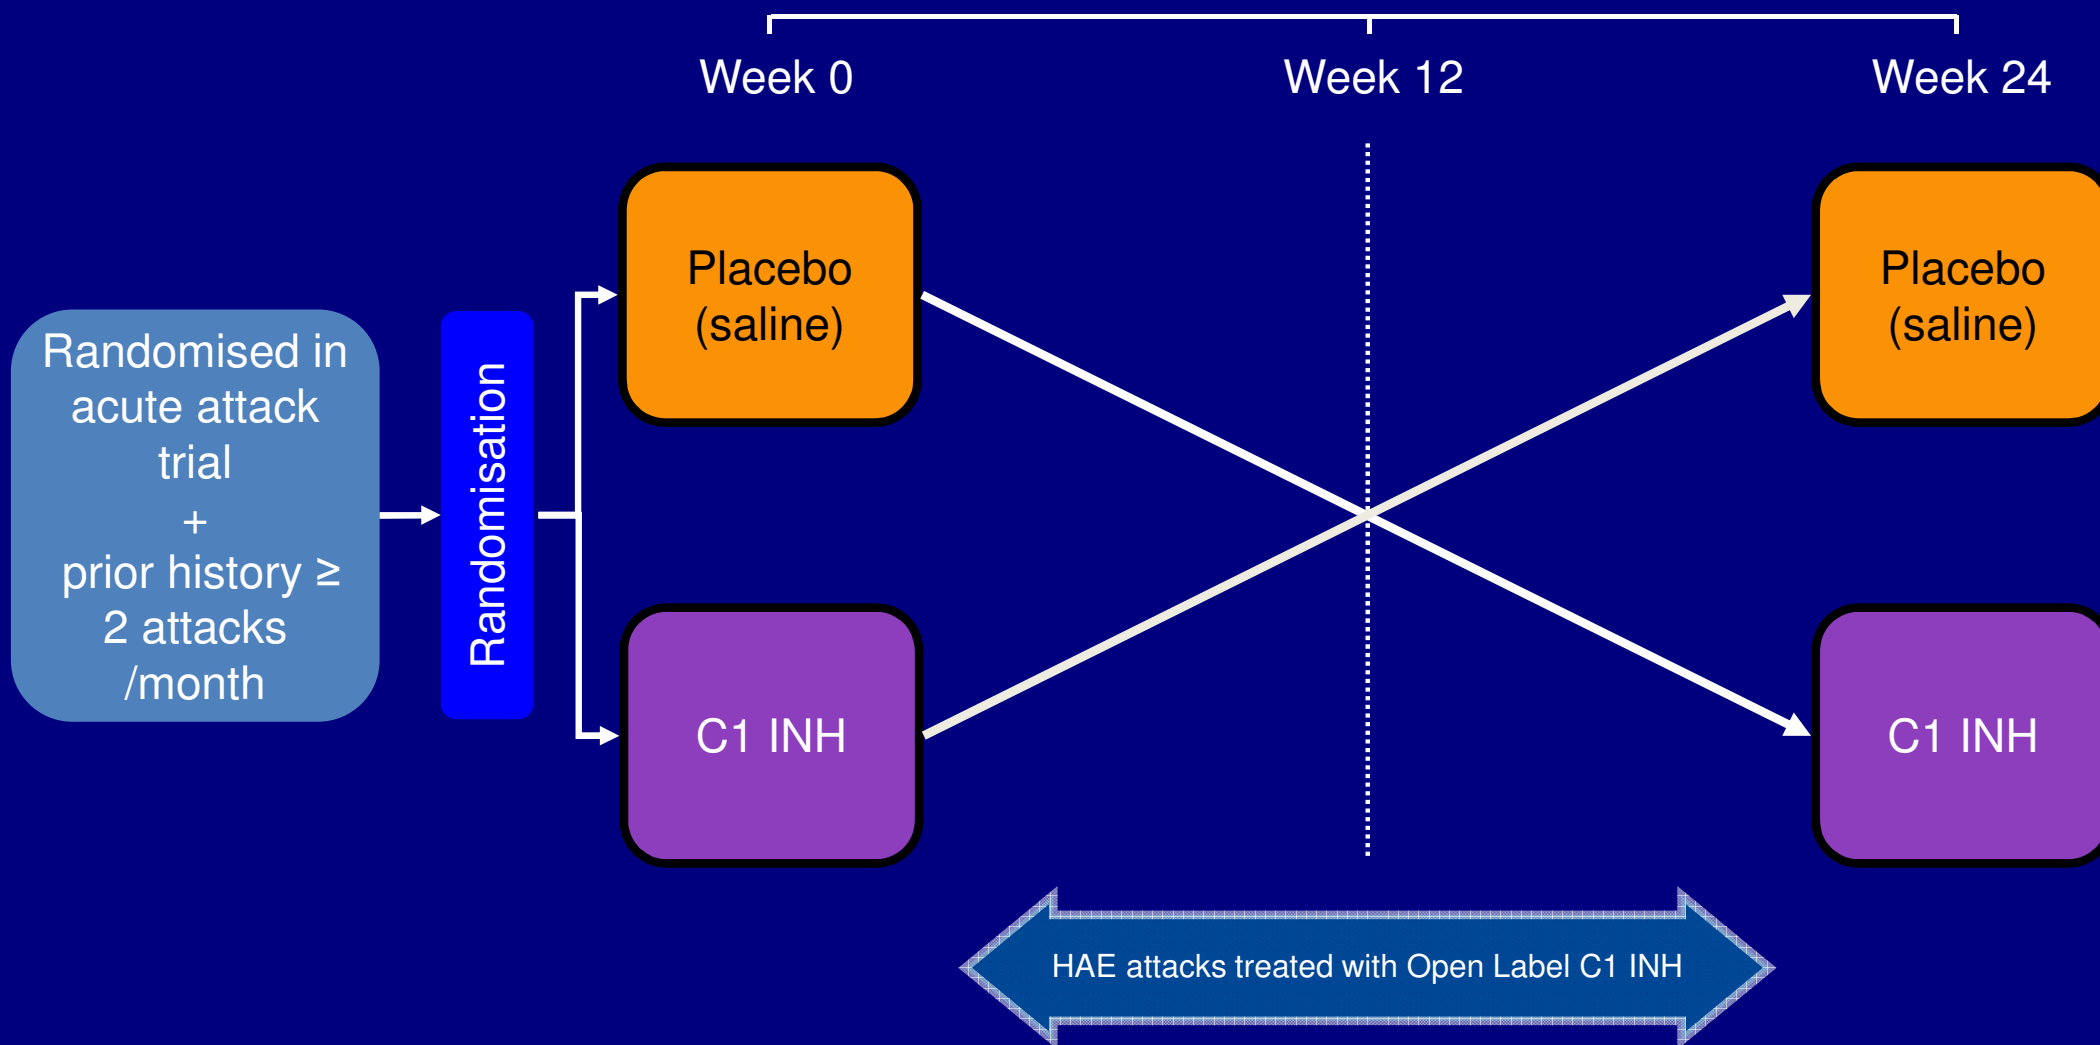 Week 0
Week 12
Week 24
Randomised in
acute attack
trial
+
prior history ≥
2 attacks
/month
Randomisation
Placebo
(saline)
C1 INH
Placebo
(saline)
C1 INH
HAE attacks treated with Open Label C1 INH